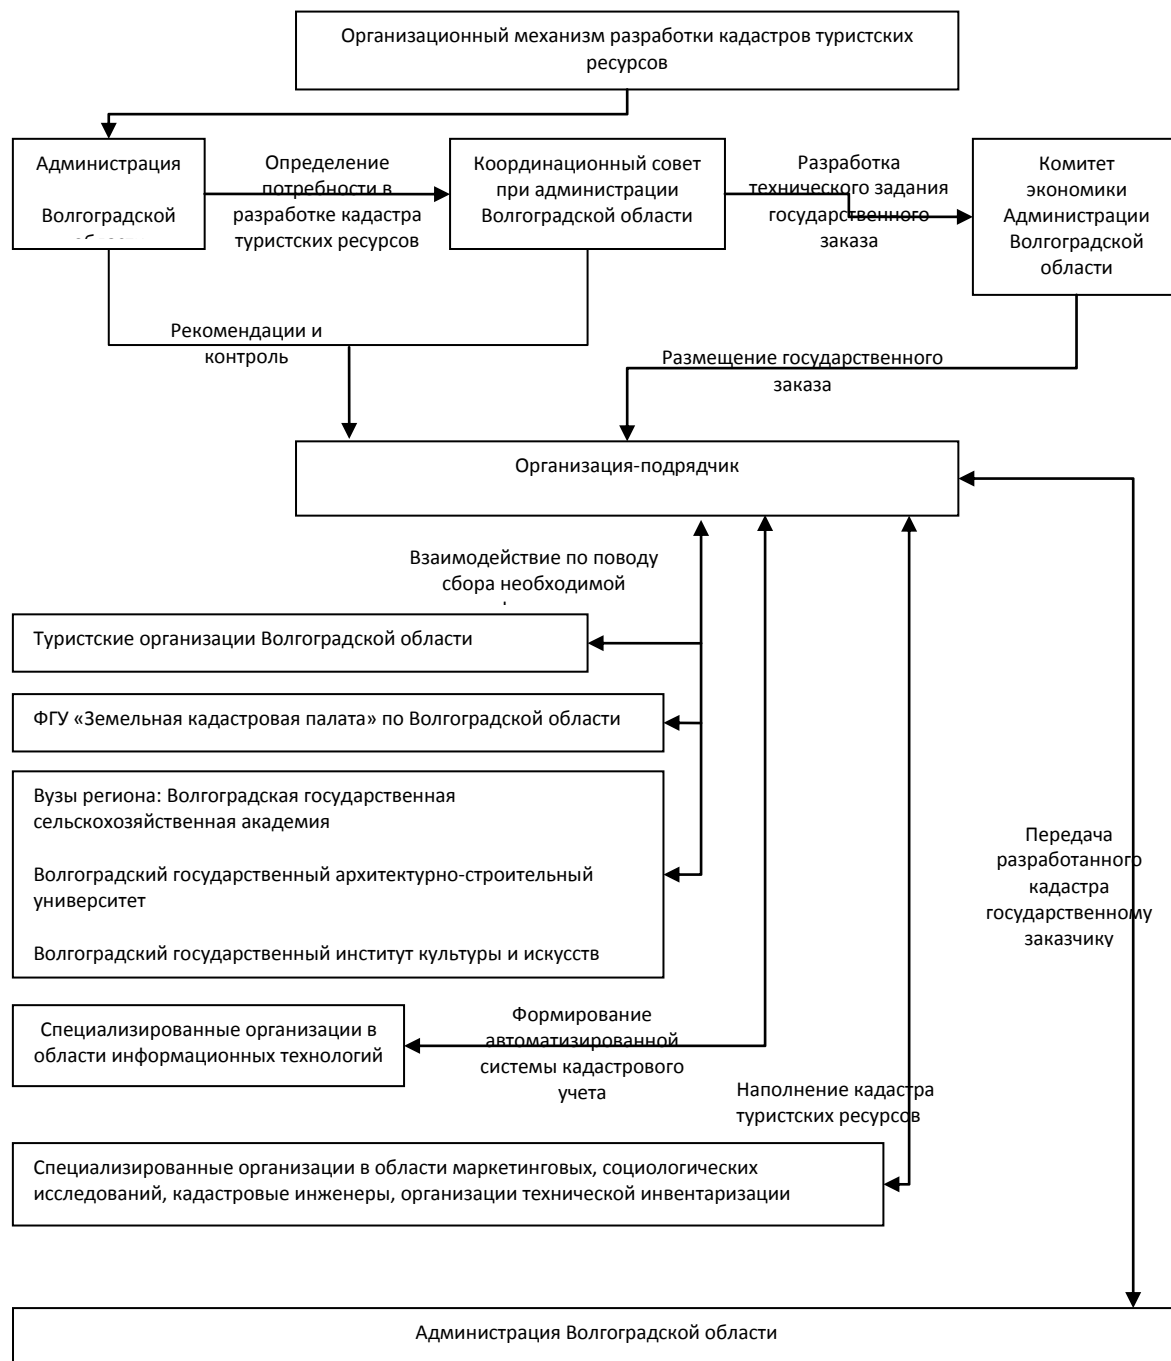 Организационный механизм разработки кадастров туристских
ресурсов
Администрация
Волгоградской
Определение
потребности в
разработке кадастра
туристских ресурсов
Координационный совет
при администрации
Волгоградской области
Разработка
технического задания
государственного
заказа
Комитет
экономики
Администрации
Волгоградской
области
Рекомендации и
контроль
Размещение государственного
заказа
Организация-подрядчик
Взаимодействие по поводу
сбора необходимой
Туристские организации Волгоградской области
ФГУ «Земельная кадастровая палата» по Волгоградской области
Вузы региона: Волгоградская государственная
сельскохозяйственная академия
Волгоградский государственный архитектурно-строительный
университет
Волгоградский государственный институт культуры и искусств
Передача
разработанного
кадастра
государственному
заказчику
Специализированные организации в
области информационных технологий
Формирование
автоматизированной
системы кадастрового
учета
Наполнение кадастра
туристских ресурсов
Специализированные организации в области маркетинговых, социологических
исследований, кадастровые инженеры, организации технической инвентаризации
Администрация Волгоградской области